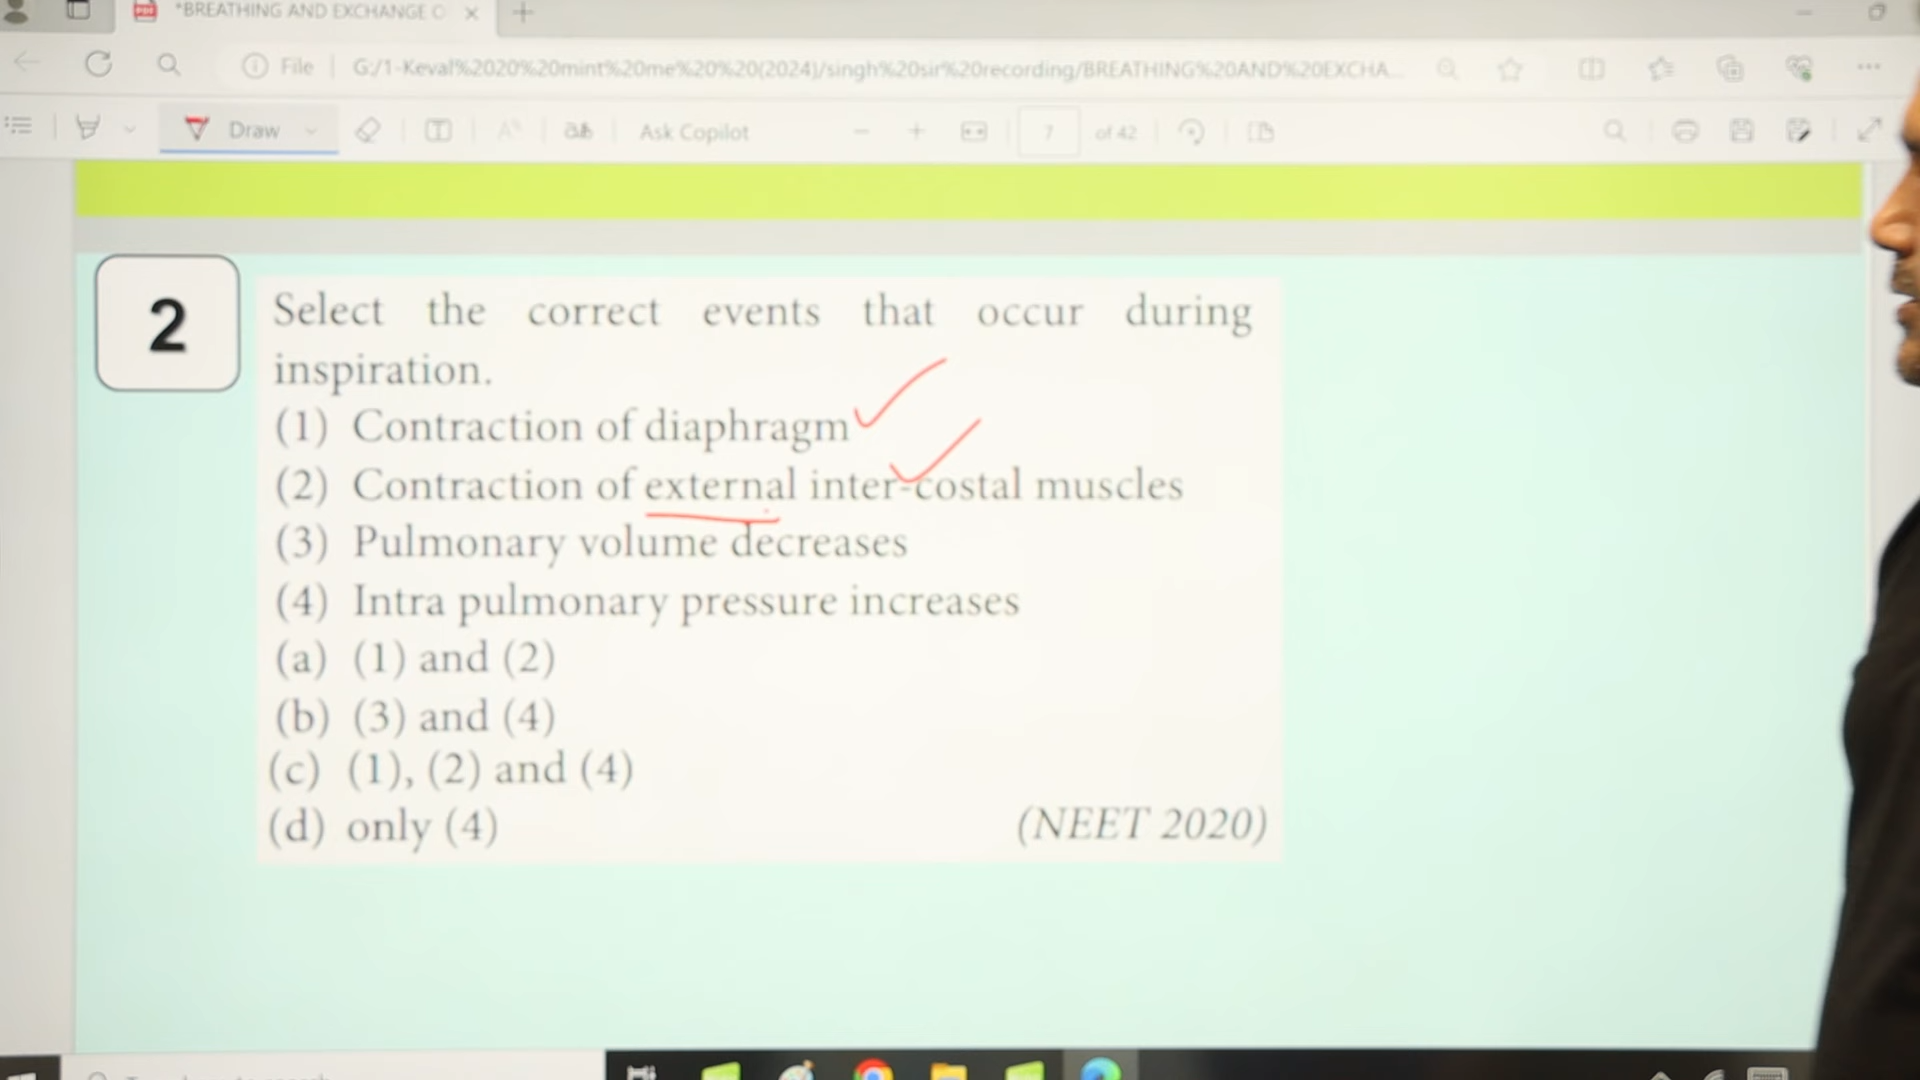 *BREATHING AND EXCHANGE O
File
G:/1-Keval%2020%20mint%20me%20%20(2024)/singh%20sir%20recording/BREATHING%20AND%20EXCHA...
Draw
Ask Copilot
7
of 42
2
Select the correct events that occur during
inspiration.
(1) Contraction of diaphragm
(2) Contraction of external inter-costal muscles
(3) Pulmonary volume decreases
(4) Intra pulmonary pressure increases
(a) (1) and (2)
(b) (3) and (4)
(c) (1), (2) and (4)
(d) only (4)
(NEET 2020)